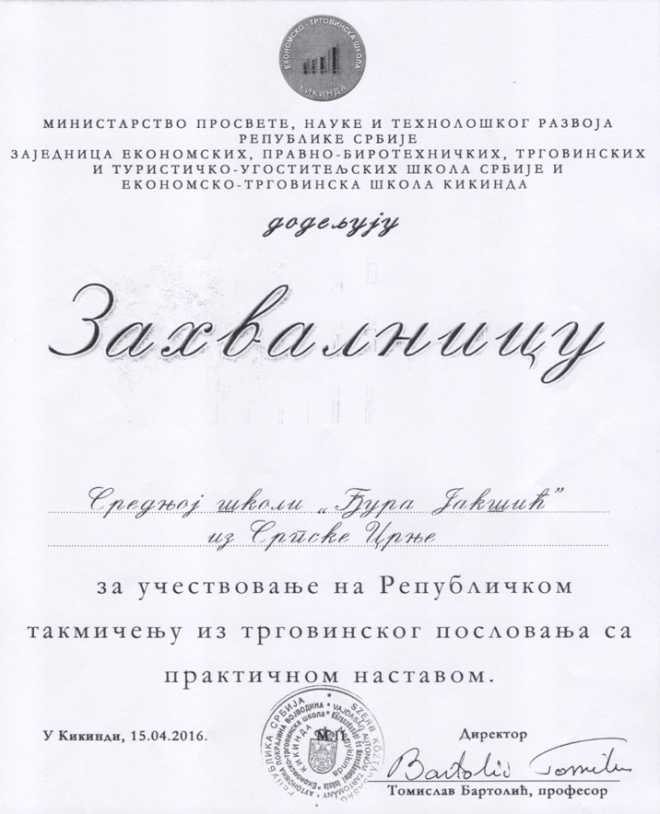 ЕКОНОМСКО-ТРГОВИНСКА ШКОЛА
КИКИНДА
МИНИСТАРСТВО ПРОСВЕТЕ, НАУКЕ И ТЕХНОЛОШКОГ РАЗВОЈА
РЕПУБЛИКЕ СРБИЈЕ
ЗАЈЕДНИЦА ЕКОНОМСКИХ, ПРАВНО-БИРОТЕХНИЧКИХ, ТРГОВИНСКИХ
И ТУРИСТИЧКО-УГОСТИТЕЉСКИХ ШКОЛА СРБИЈЕ И
ЕКОНОМСКО-ТРГОВИНСКА ШКОЛА КИКИНДА
додељују
Захвалницу
Средњој школи „Ђура Јакшић”
из Српске Црње
за учествовање на Републичком
такмичењу из трговинског пословања са
практичном наставом.
У Кикинди, 15.04.2016.
М.П.
Директор
Томислав Бартолић, професор